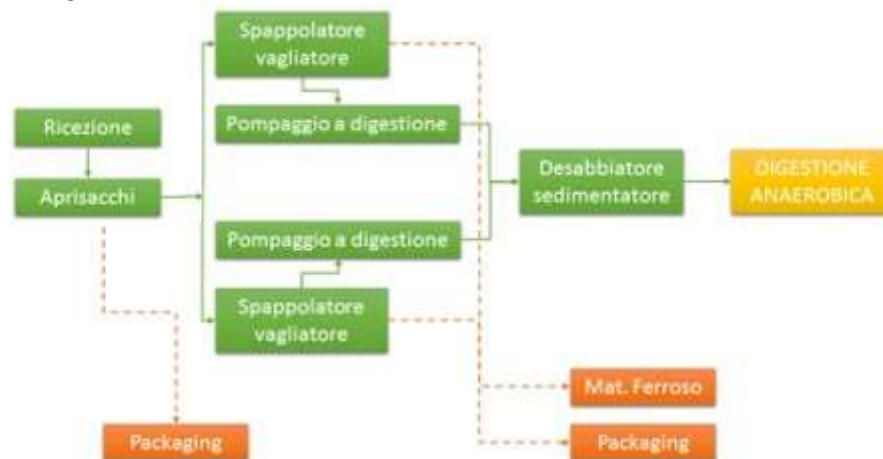 Spappolatore
vagliatore
Ricezione
Pompaggio a digestione
Aprisacchi
Desabbiatore
sedimentatore
DIGESTIONE
ANAEROBICA
Pompaggio a digestione
Spappolatore
vagliatore
Mat. Ferroso
Packaging
Packaging